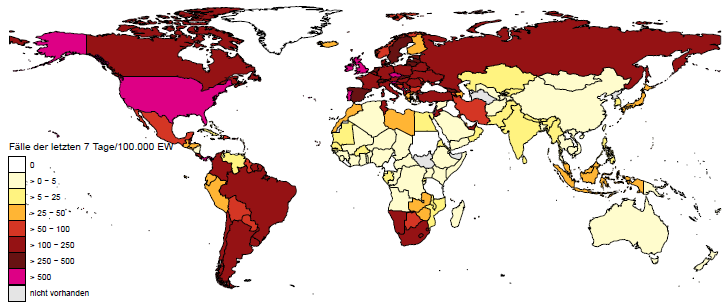 Fälle der letzten 7 Tage/100.000 EW
0
> 0 – 5
> 5 – 25
> 25 – 50
> 50 – 100
> 100 – 250
> 250 – 500
> 500
nicht vorhanden